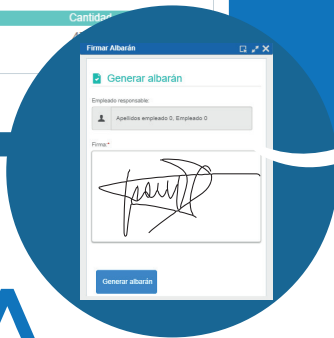 Cantidad
Firmar Albarán
Generar albarán
Empleado responsable:
Apellidos empleado 0, Empleado 0
Firma:*
Generar albarán